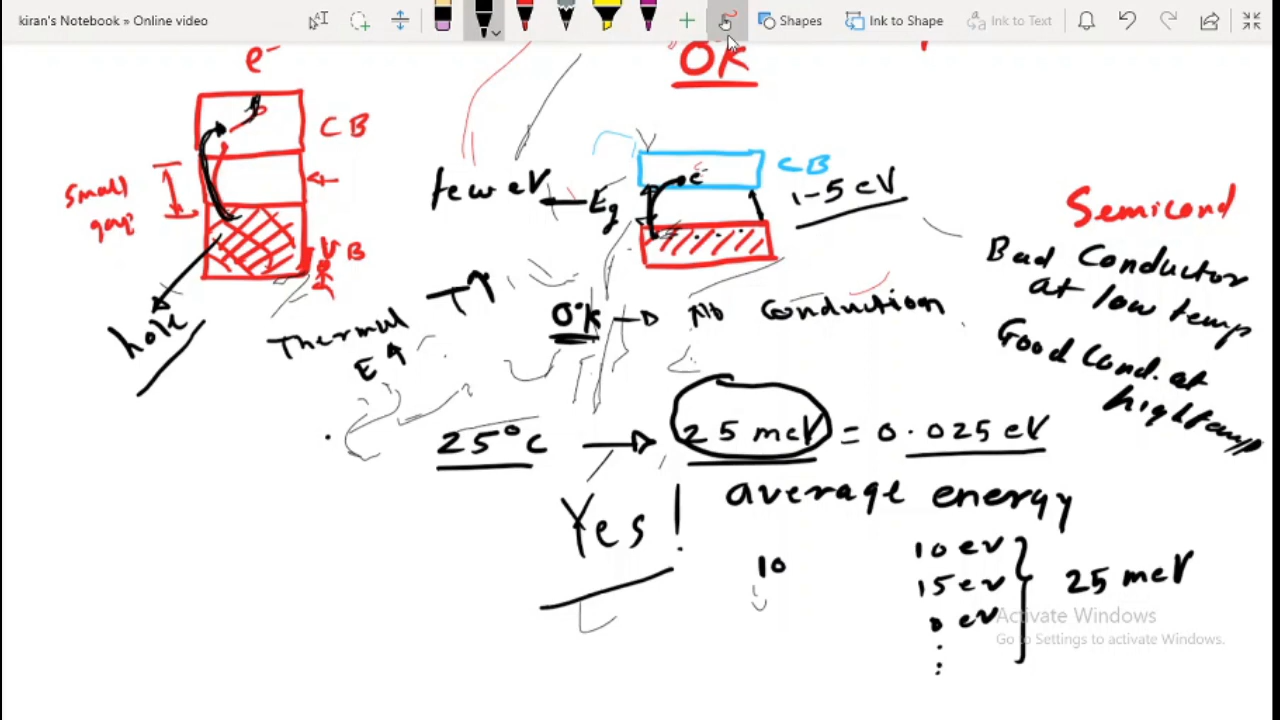 kiran's Notebook » Online video
Shapes
Ink to Shape
Ink to Text
e-
0k
CB
small
gap
VB
hole
few eV
Eg
e-
CB
1-5 eV
Semicond
Bad Conductor
at low temp
Good Cond. at
high temp
Thermal
E↑
T↑
0°k → No Conduction
25°C → 25 meV = 0.025 eV
average energy
Yes!
10
10 ev
15 ev
0 ev
25 meV
Activate Windows
Go to Settings to activate Windows.